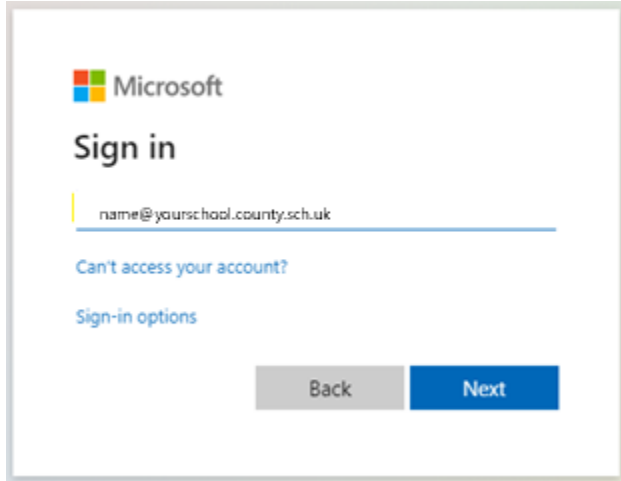 Microsoft
Sign in
name@yourschool.county.sch.uk
Can't access your account?
Sign-in options
Back Next